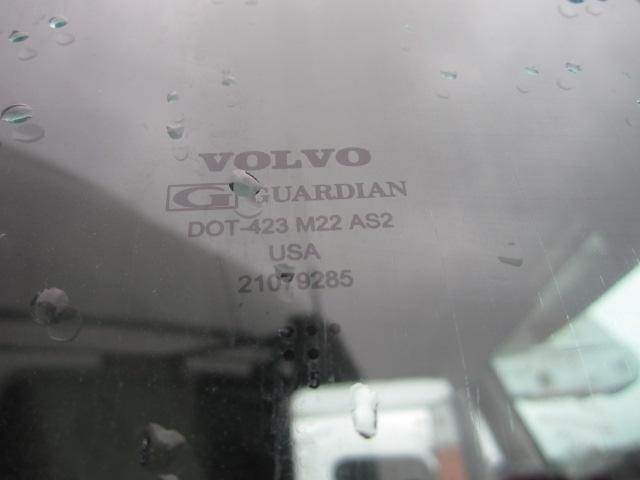 VOLVO
G GUARDIAN
DOT-423 M22 AS2
USA
21079285